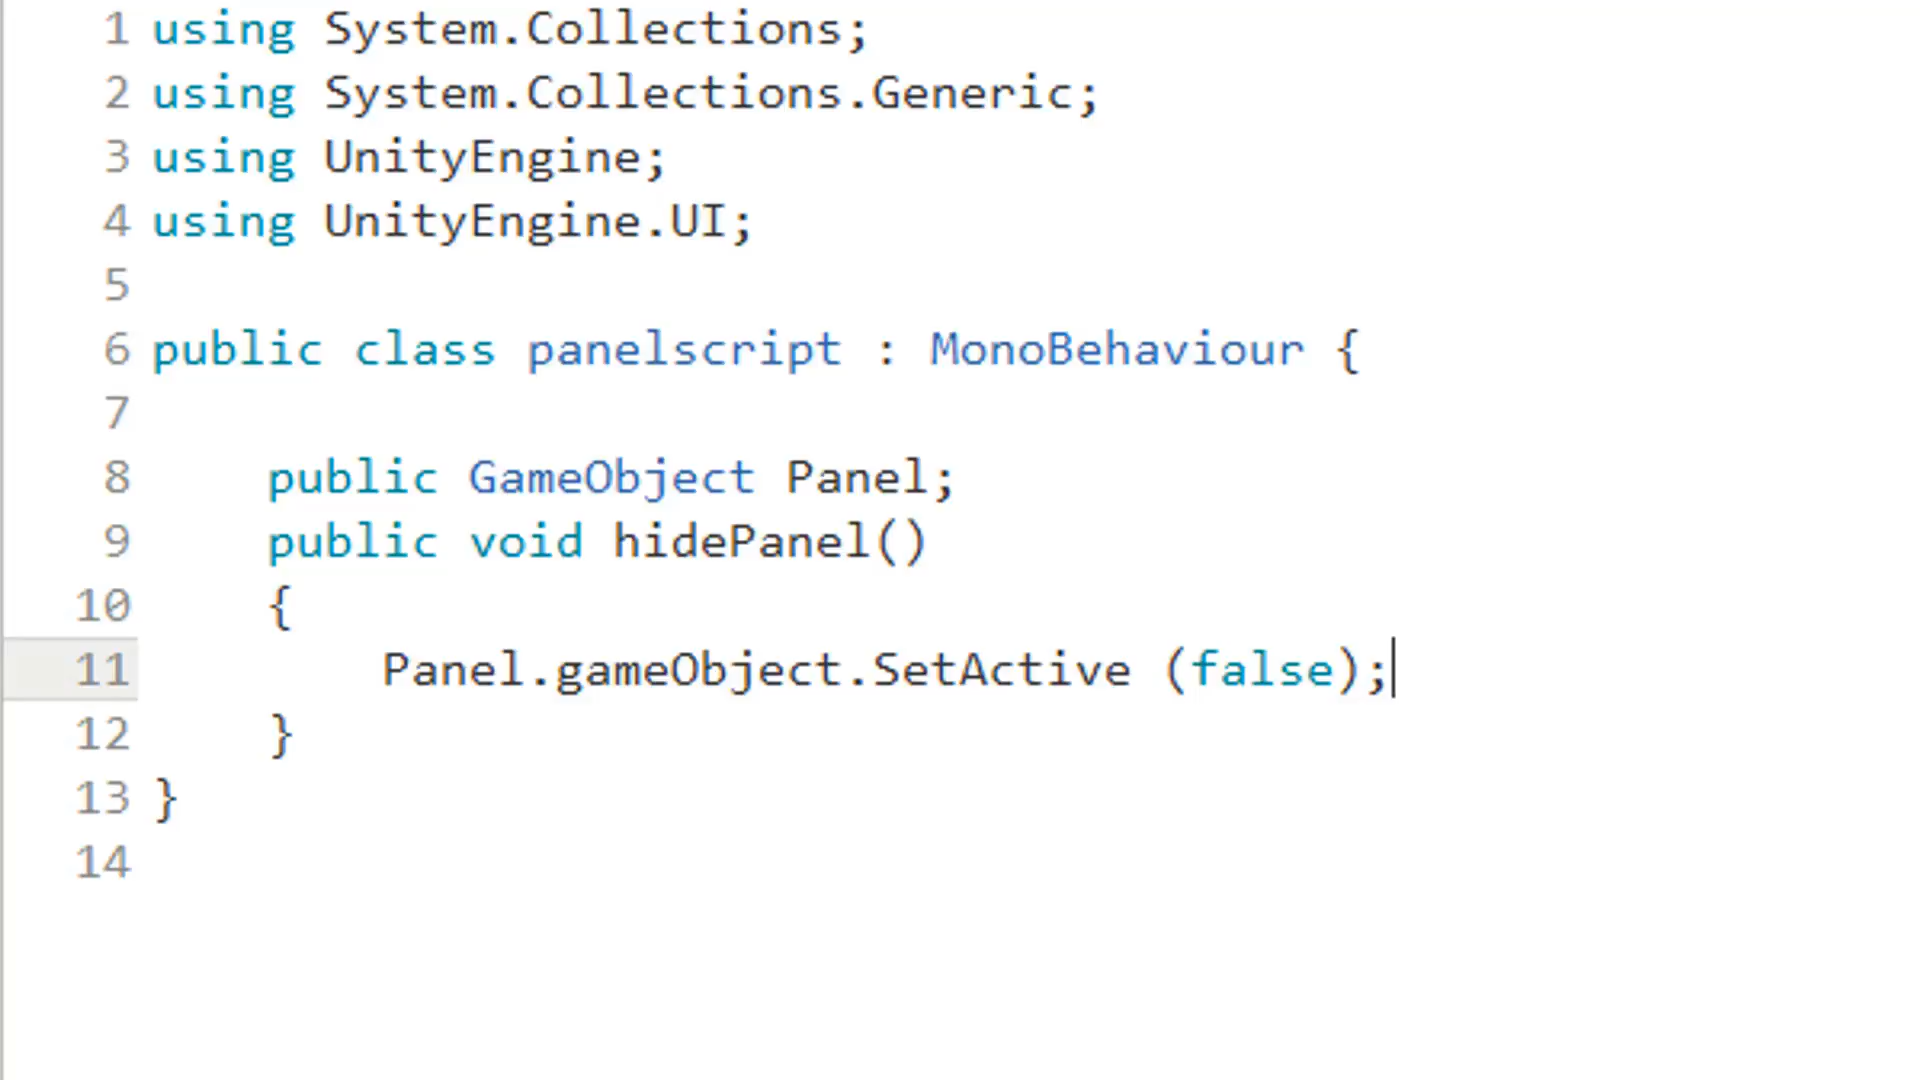 1 using System.Collections;
2 using System.Collections.Generic;
3 using UnityEngine;
4 using UnityEngine.UI;
5
6 public class panelscript : MonoBehaviour {
7
8     public GameObject Panel;
9     public void hidePanel()
10     {
11         Panel.gameObject.SetActive (false);
12     }
13 }
14